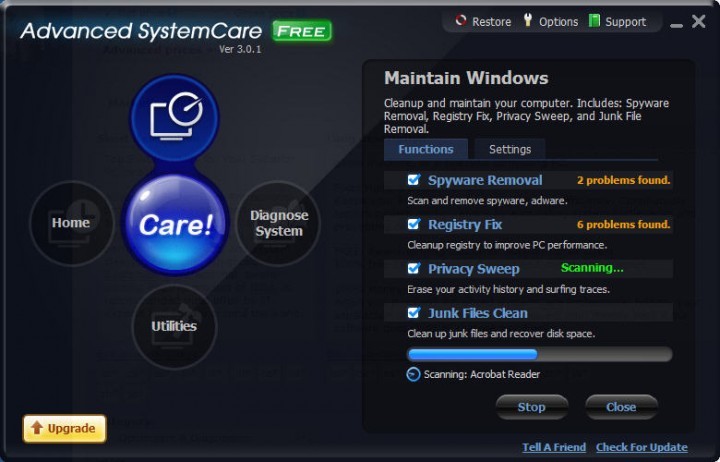 Advanced SystemCare FREE
Ver 3.0.1
Restore Options Support
Home
Care!
Diagnose
System
Utilities
Upgrade
Maintain Windows
Cleanup and maintain your computer. Includes: Spyware
Removal, Registry Fix, Privacy Sweep, and Junk File
Removal.
Functions Settings
Spyware Removal 2 problems found.
Scan and remove spyware, adware.
Registry Fix 6 problems found.
Cleanup registry to improve PC performance.
Privacy Sweep Scanning...
Erase your activity history and surfing traces.
Junk Files Clean
Clean up junk files and recover disk space.
Scanning: Acrobat Reader
Stop Close
Tell A Friend Check For Update